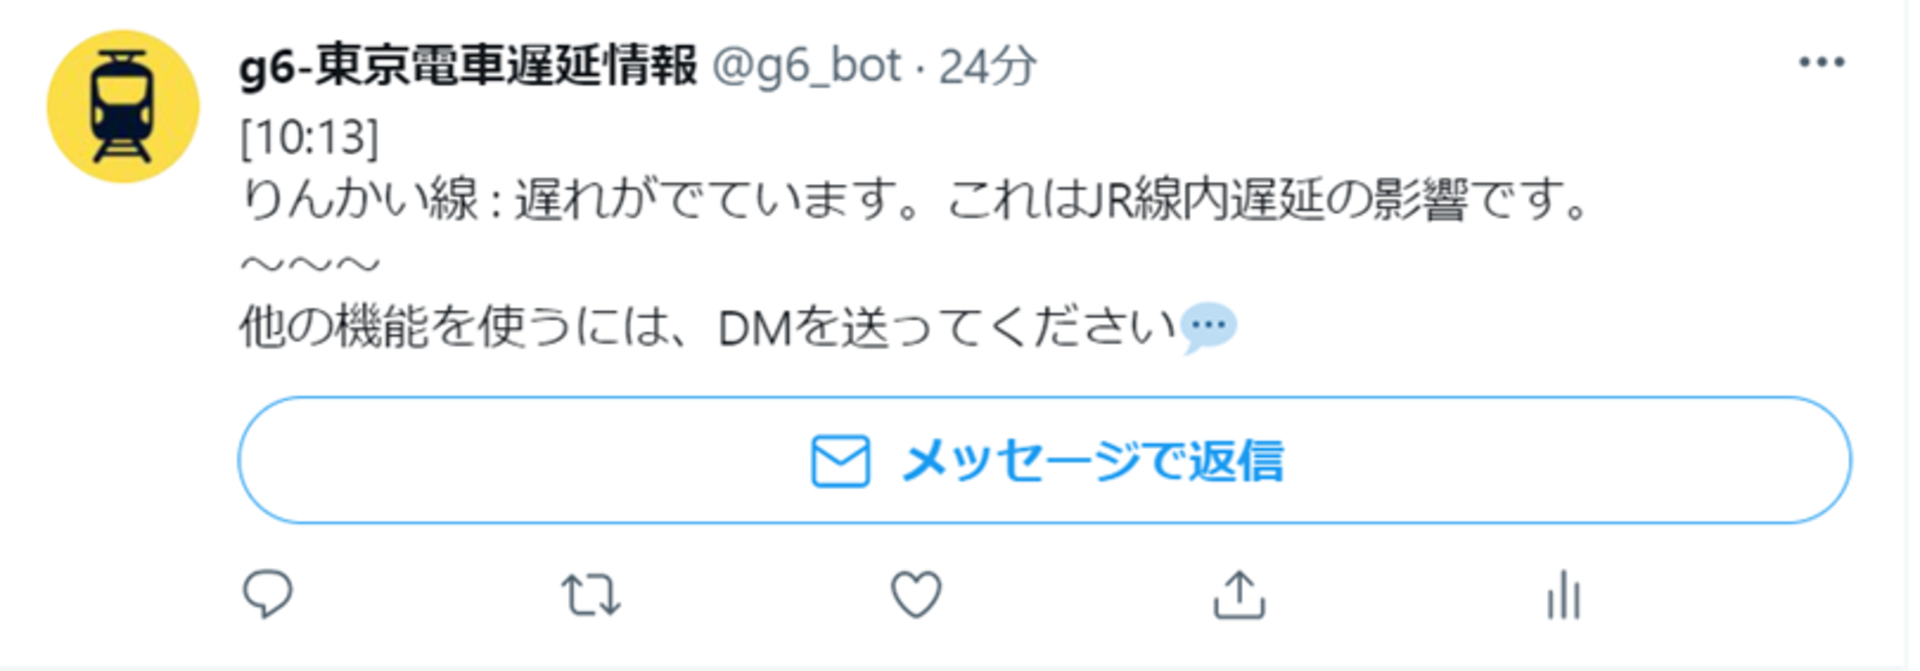 g6-東京電車遅延情報 @g6_bot · 24分
[10:13]
りんかい線 : 遅れがでています。これはJR線内遅延の影響です。
〜〜〜
他の機能を使うには、DMを送ってください💬
メッセージで返信